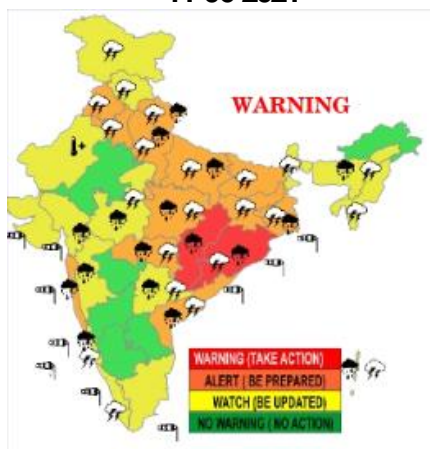 WARNING
WARNING (TAKE ACTION)
ALERT ( BE PREPARED)
WATCH (BE UPDATED)
NO WARNING ( NO ACTION)